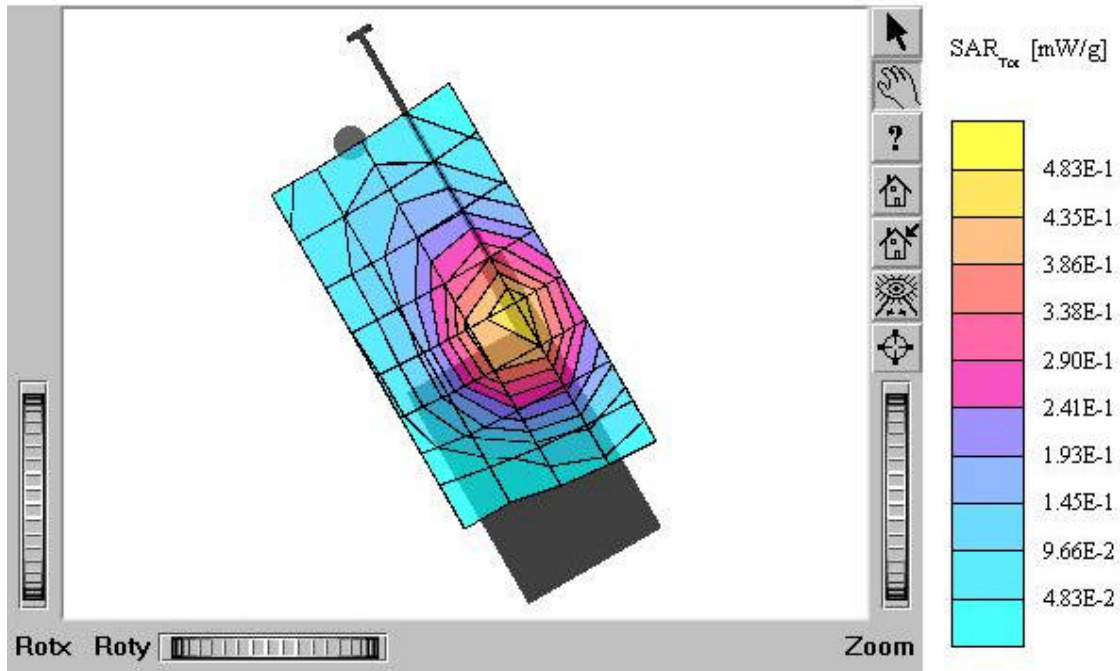 SAR_Tot [mW/g]
?
4.83E-1
4.35E-1
3.86E-1
3.38E-1
2.90E-1
2.41E-1
1.93E-1
1.45E-1
9.66E-2
4.83E-2
Rotx Roty Zoom